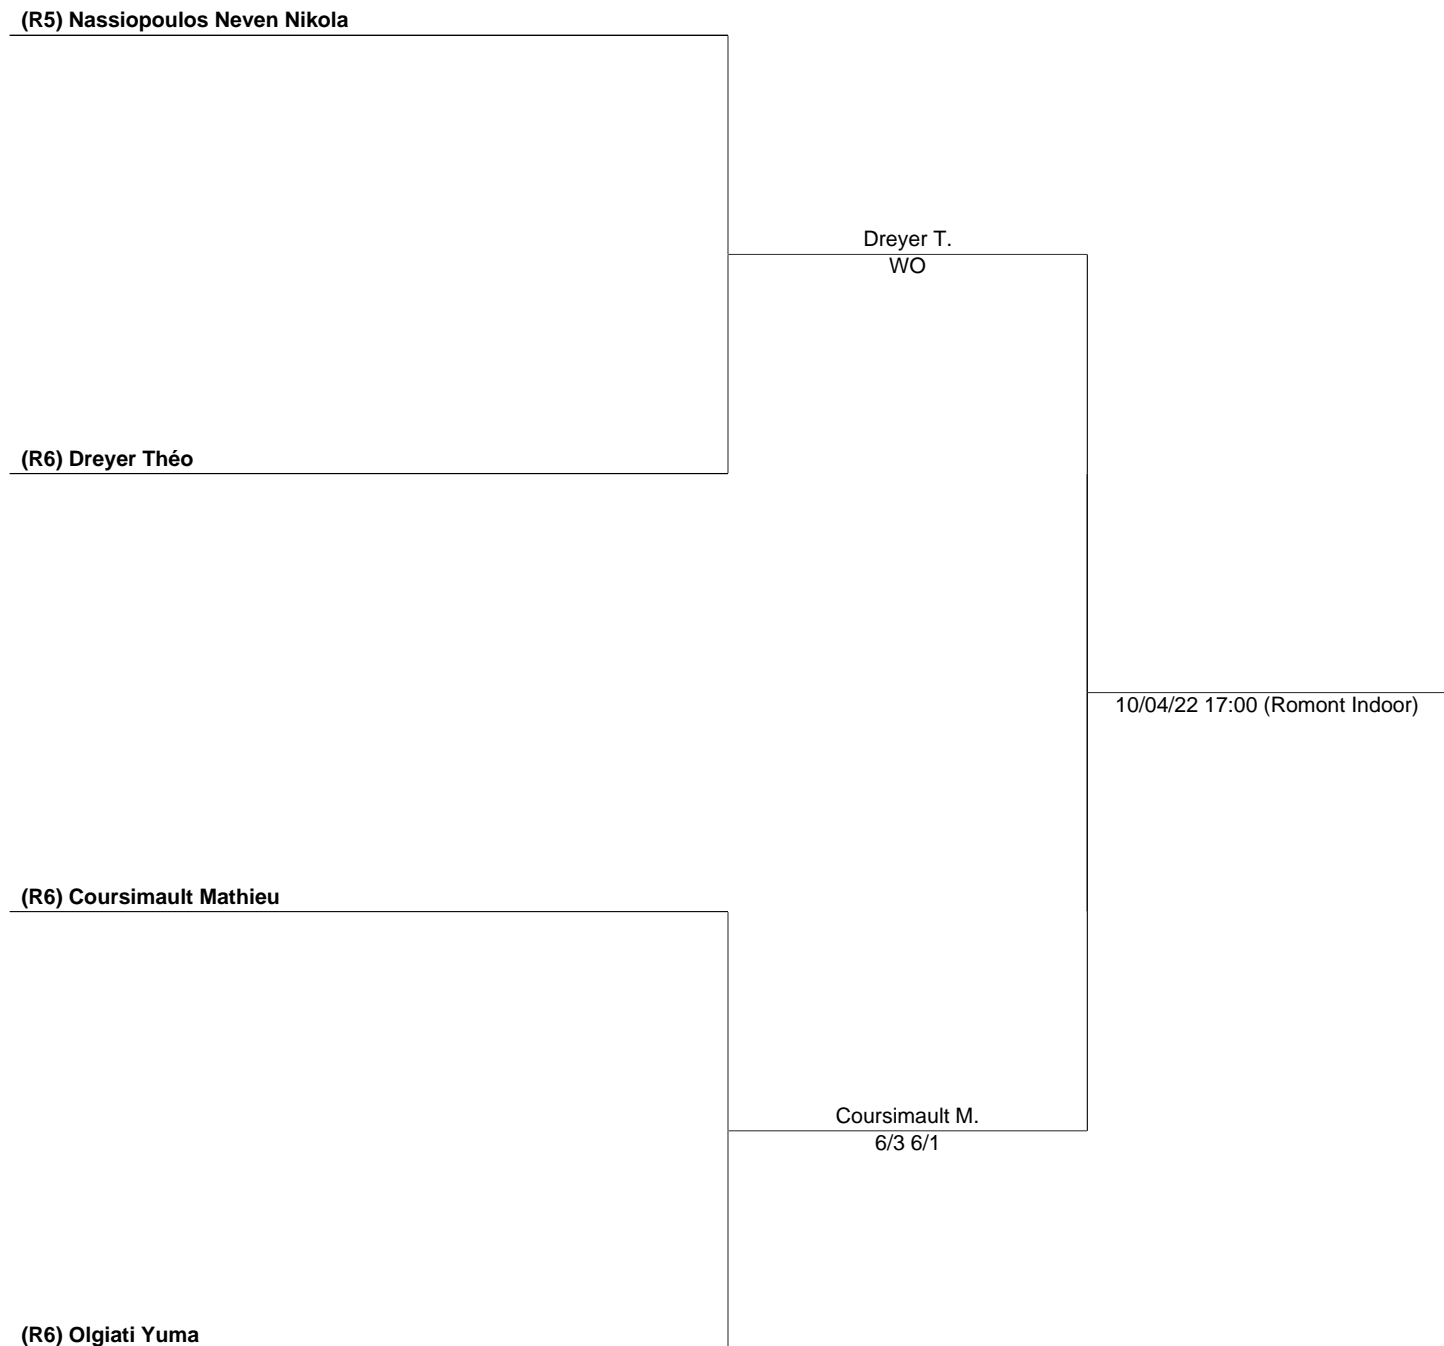 (R5) Nassiopoulos Neven Nikola
Dreyer T.
WO
(R6) Dreyer Théo
10/04/22 17:00 (Romont Indoor)
(R6) Coursimault Mathieu
Coursimault M.
6/3 6/1
(R6) Olgiati Yuma